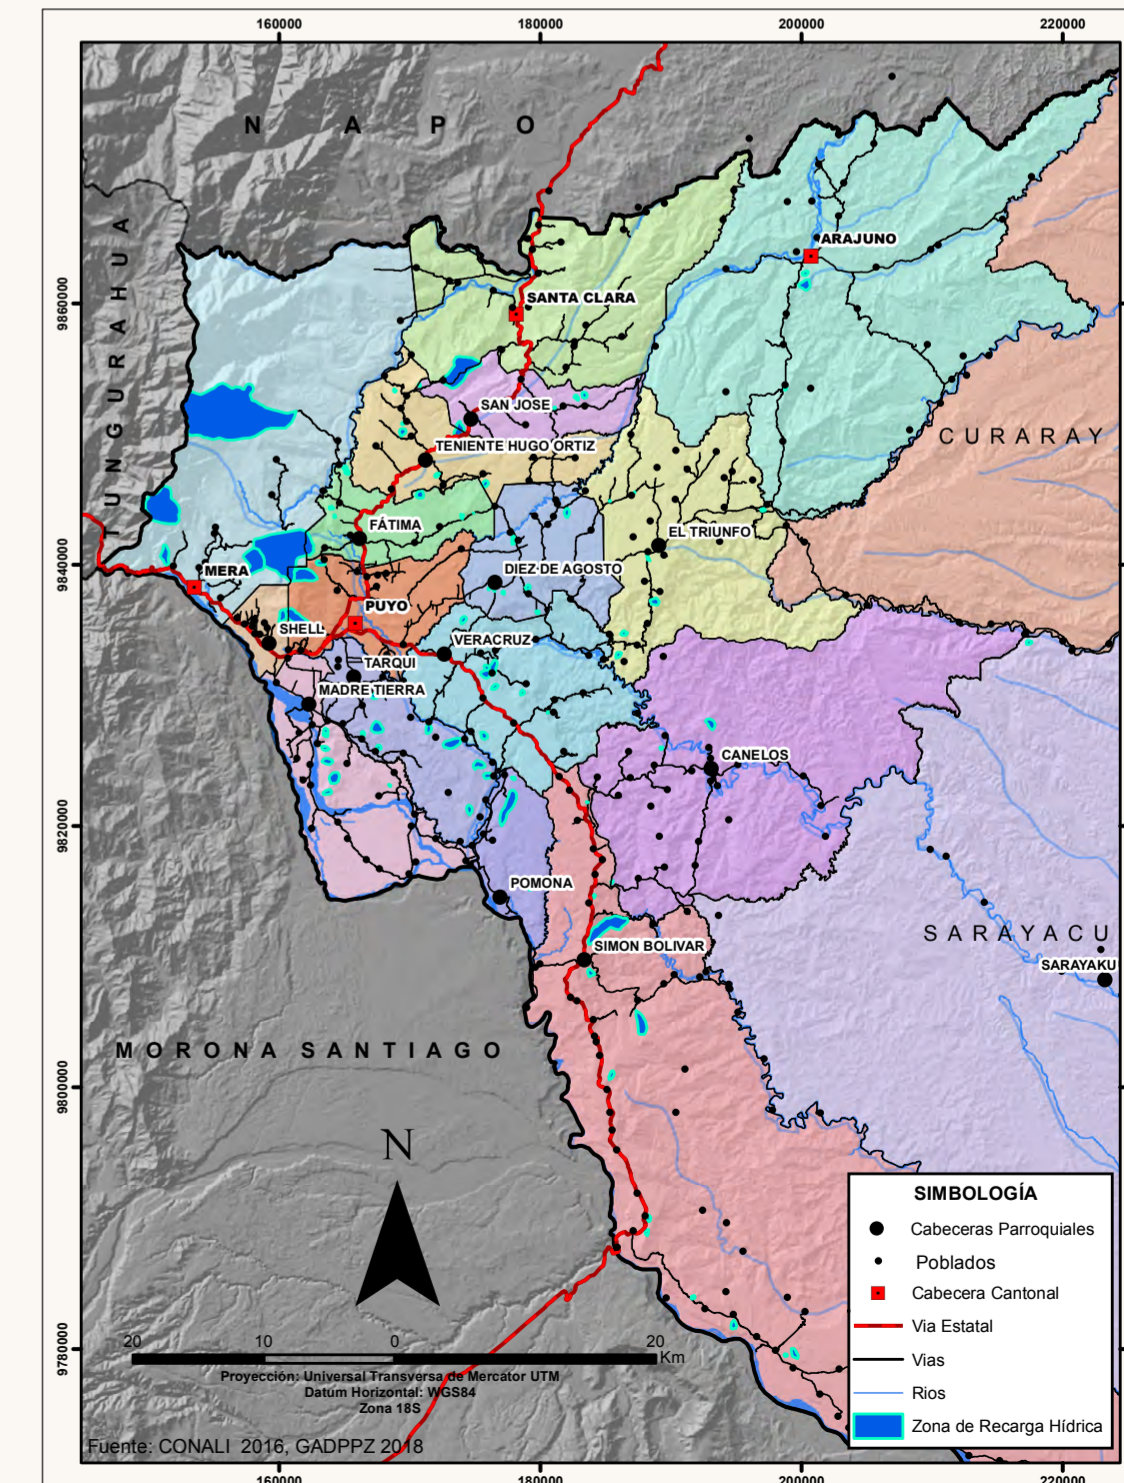 160000 180000 200000 220000
NAPO
TUNGURAHUA
ARAJUNO
SANTA CLARA
9860000
SAN JOSE
CURARAY
TENIENTE HUGO ORTIZ
FÁTIMA
EL TRIUNFO
9840000
MERA
DIEZ DE AGOSTO
PUYO
SHELL
VERACRUZ
TARQUI
MADRE TIERRA
CANELOS
9820000
POMONA
SARAYACU
SIMON BOLIVAR
SARAYAKU
MORONA SANTIAGO
9800000
N
SIMBOLOGÍA
Cabeceras Parroquiales
Poblados
Cabecera Cantonal
Via Estatal
Vias
Rios
Zona de Recarga Hídrica
9780000
20 10 0 20
Km
Proyección: Universal Transversa de Mercator UTM
Datum Horizontal: WGS84
Zona 18S
Fuente: CONALI 2016, GADPPZ 2018
160000 180000 200000 220000